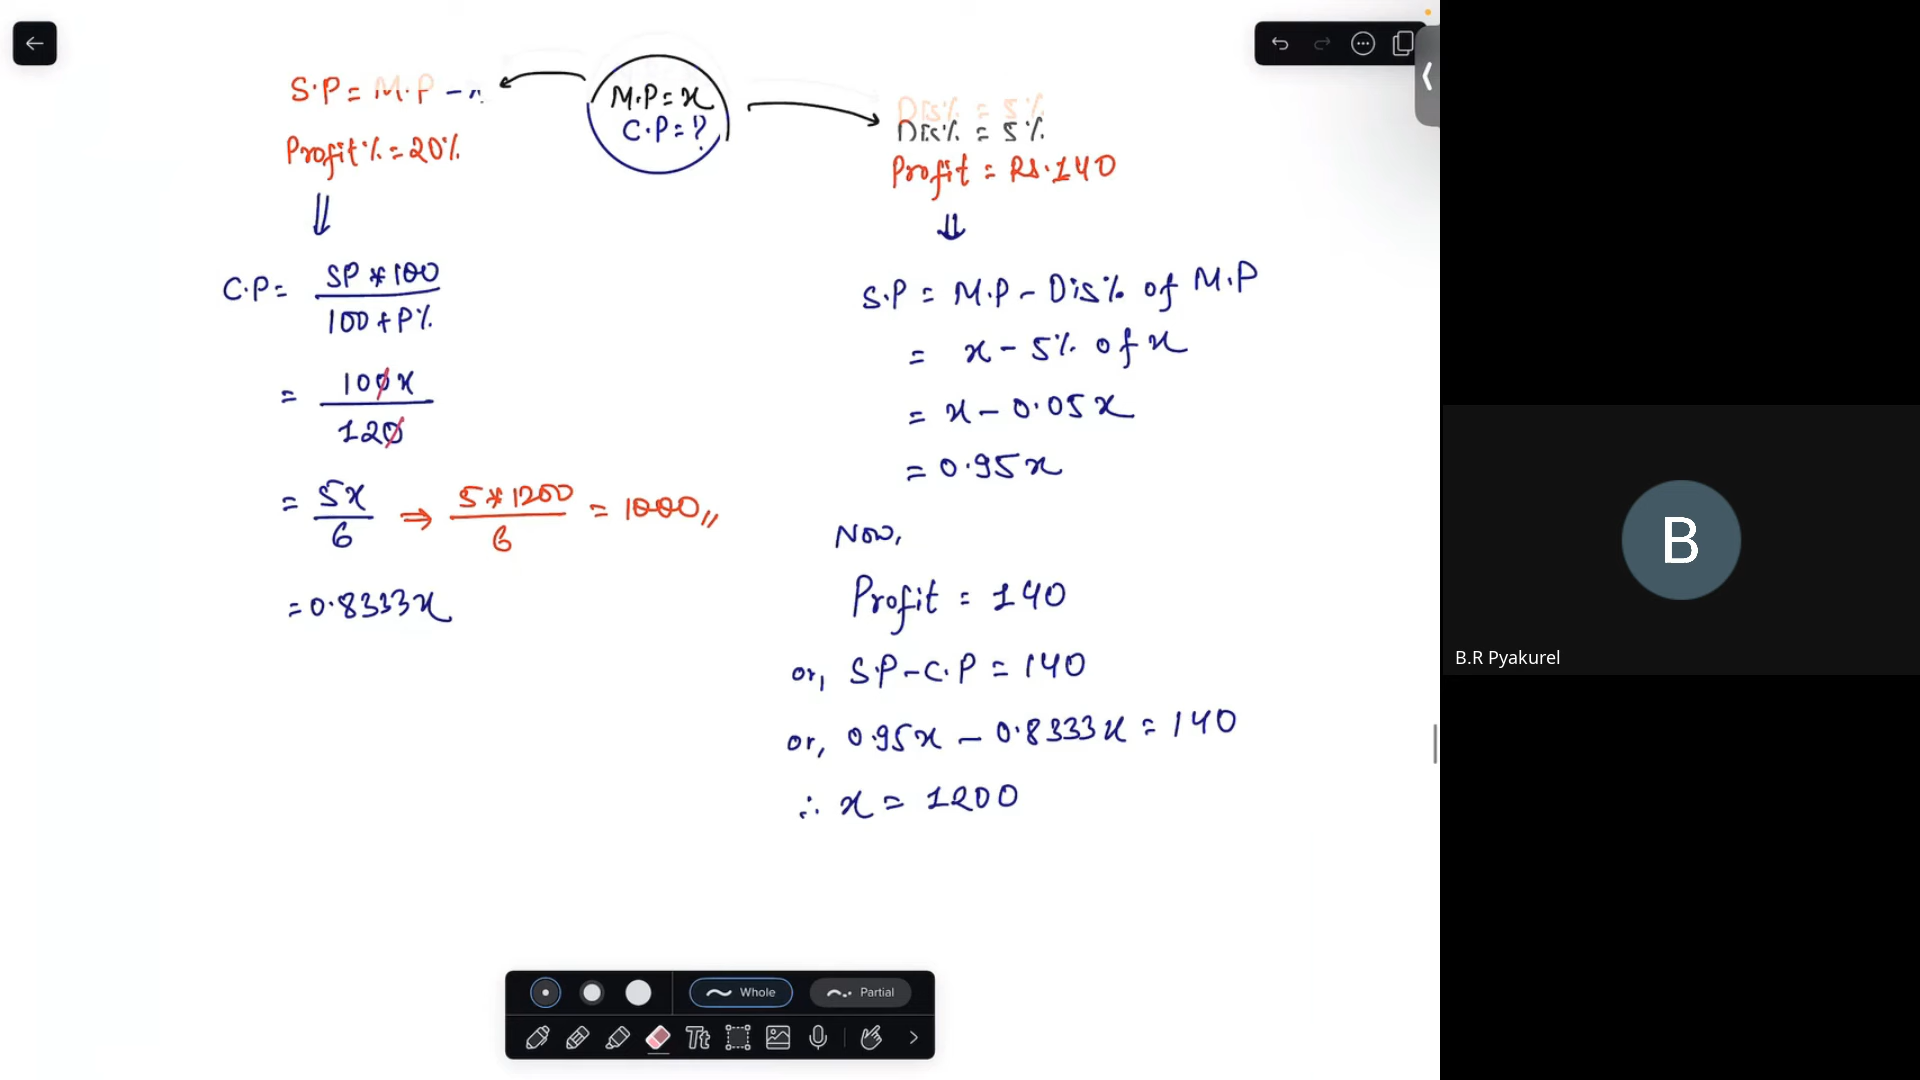 S.P = M.P -
Profit% = 20%
C.P = SP * 100 / 100 + P%
= 100x / 120
= 5x / 6 ⇒ 5 * 1200 / 6 = 1000 //
= 0.8333x
M.P = x
C.P = ?
Dis% = 5%
Dis% = 5%
Profit = Rs. 140
S.P = M.P - Dis% of M.P
= x - 5% of x
= x - 0.05x
= 0.95x
Now,
Profit = 140
or, S.P - C.P = 140
or, 0.95x - 0.8333x = 140
∴ x = 1200
B
B.R Pyakurel
Whole
Partial
Tt